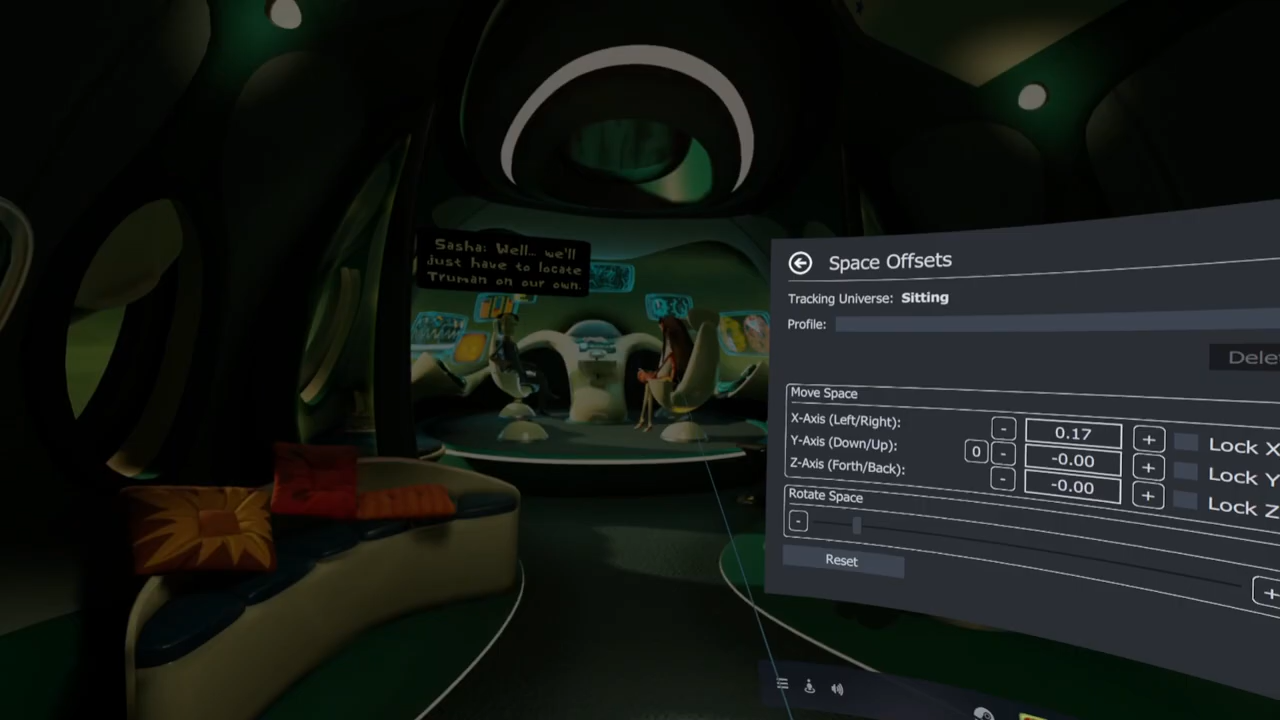 Sasha: Well… we'll
just have to locate
Truman on our own.
Space Offsets
Tracking Universe: Sitting
Profile:
Move Space
X-Axis (Left/Right):
- 0.17 + Lock X
Y-Axis (Down/Up):
0 - -0.00 + Lock Y
Z-Axis (Forth/Back):
- -0.00 + Lock Z
Rotate Space
- +
Reset